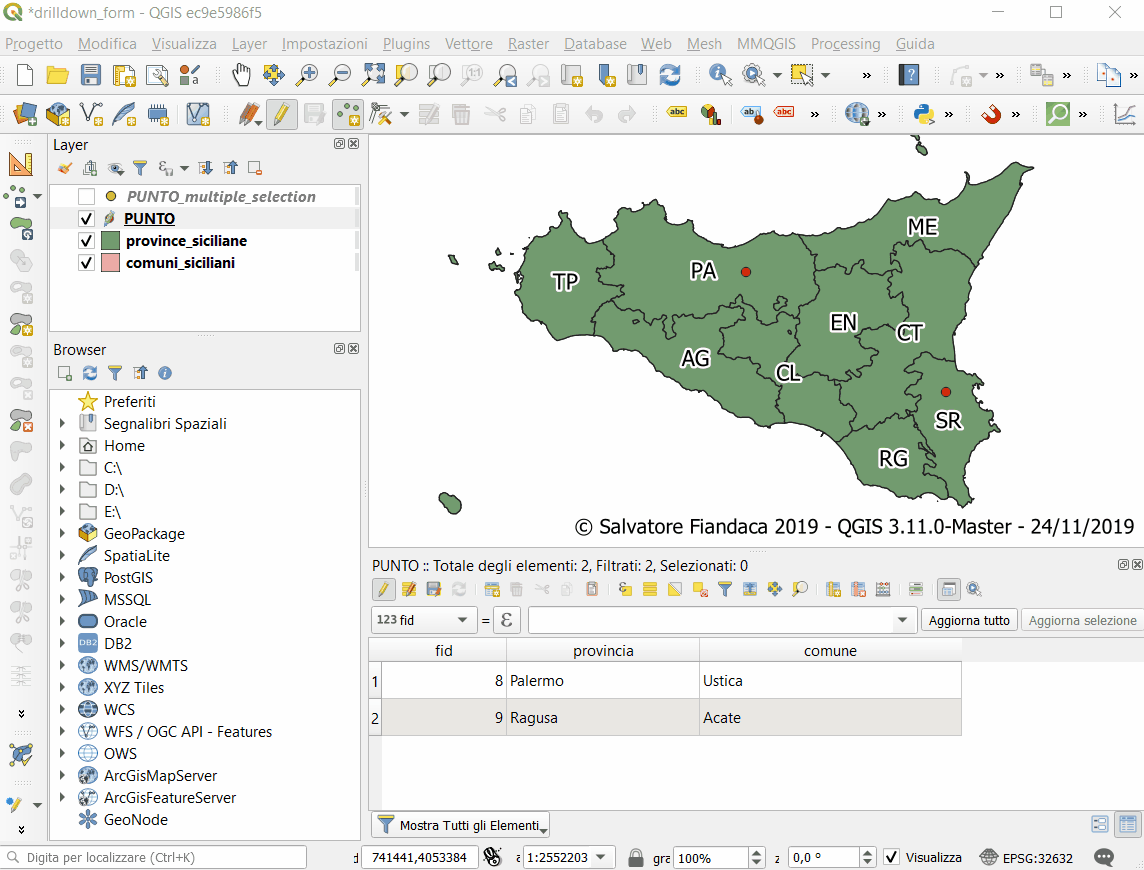 *drilldown_form - QGIS ec9e5986f5
Progetto Modifica Visualizza Layer Impostazioni Plugins Vettore Raster Database Web Mesh MMQGIS Processing Guida
Layer
PUNTO_multiple_selection
PUNTO
province_siciliane
comuni_siciliani
Browser
Preferiti
Segnalibri Spaziali
Home
C:\
D:\
E:\
GeoPackage
SpatiaLite
PostGIS
MSSQL
Oracle
DB2
WMS/WMTS
XYZ Tiles
WCS
WFS / OGC API - Features
OWS
ArcGisMapServer
ArcGisFeatureServer
GeoNode
ME
PA
TP
EN
CT
AG
CL
SR
RG
© Salvatore Fiandaca 2019 - QGIS 3.11.0-Master - 24/11/2019
PUNTO :: Totale degli elementi: 2, Filtrati: 2, Selezionati: 0
123 fid = ε Aggiorna tutto Aggiorna selezione
fid provincia comune
1 8 Palermo Ustica
2 9 Ragusa Acate
Mostra Tutti gli Elementi
Digita per localizzare (Ctrl+K) d 741441,4053384 1:2552203 gra 100% z 0,0 ° Visualizza EPSG:32632